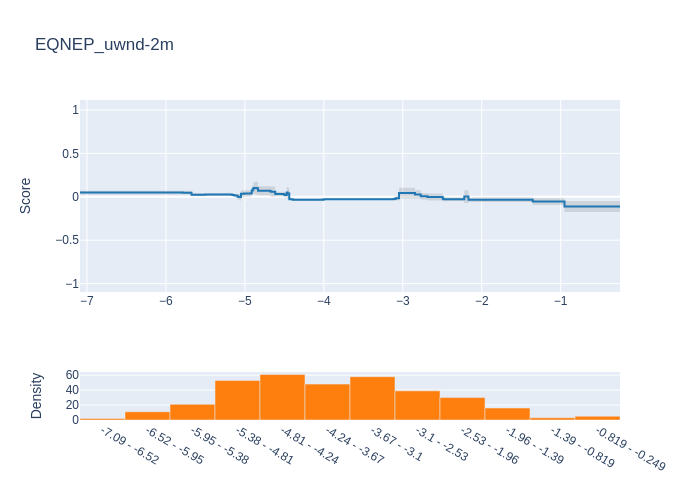 EQNEP_uwnd-2m
1
0.5
0
−0.5
−1
Score
−7
−6
−5
−4
−3
−2
−1
60
40
20
0
Density
-7.09 - -6.52
-6.52 - -5.95
-5.95 - -5.38
-5.38 - -4.81
-4.81 - -4.24
-4.24 - -3.67
-3.67 - -3.1
-3.1 - -2.53
-2.53 - -1.96
-1.96 - -1.39
-1.39 - -0.819
-0.819 - -0.249